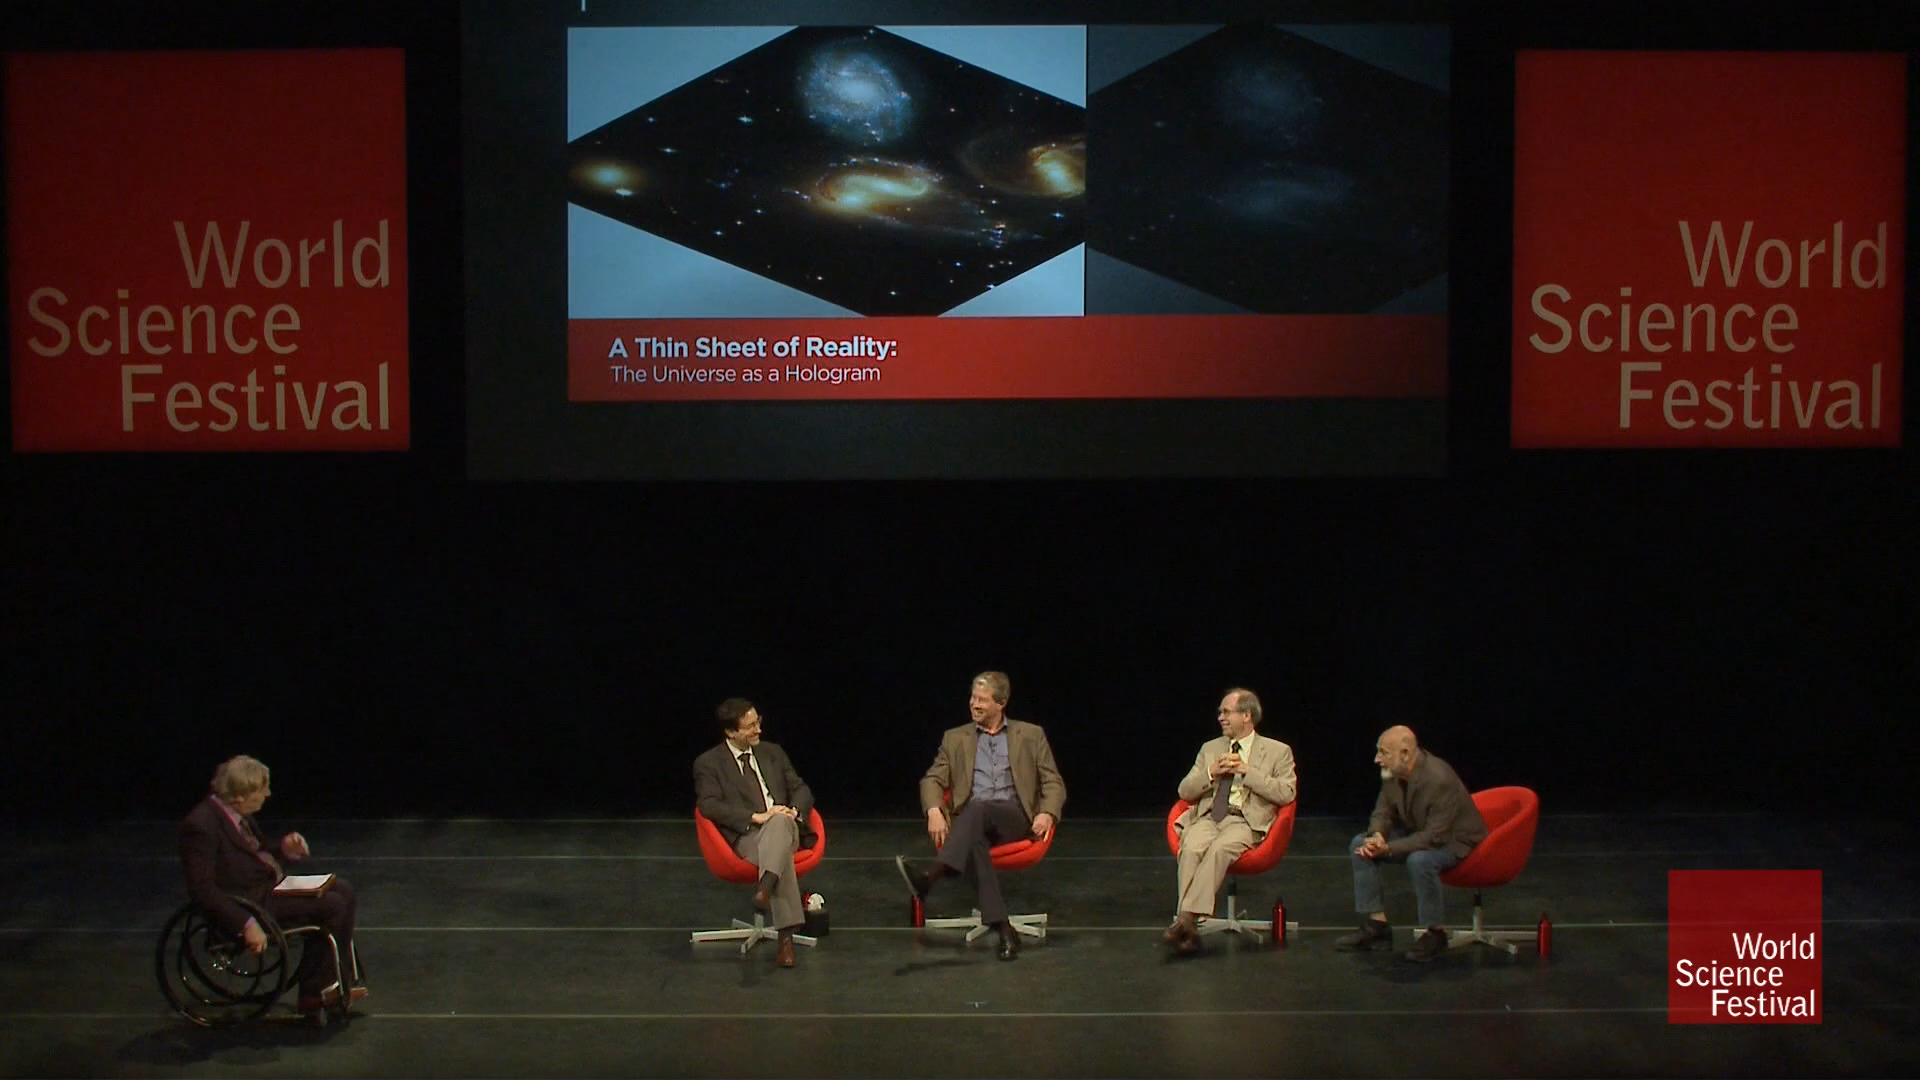 World
Science
Festival
A Thin Sheet of Reality:
The Universe as a Hologram
World
Science
Festival
World
Science
Festival